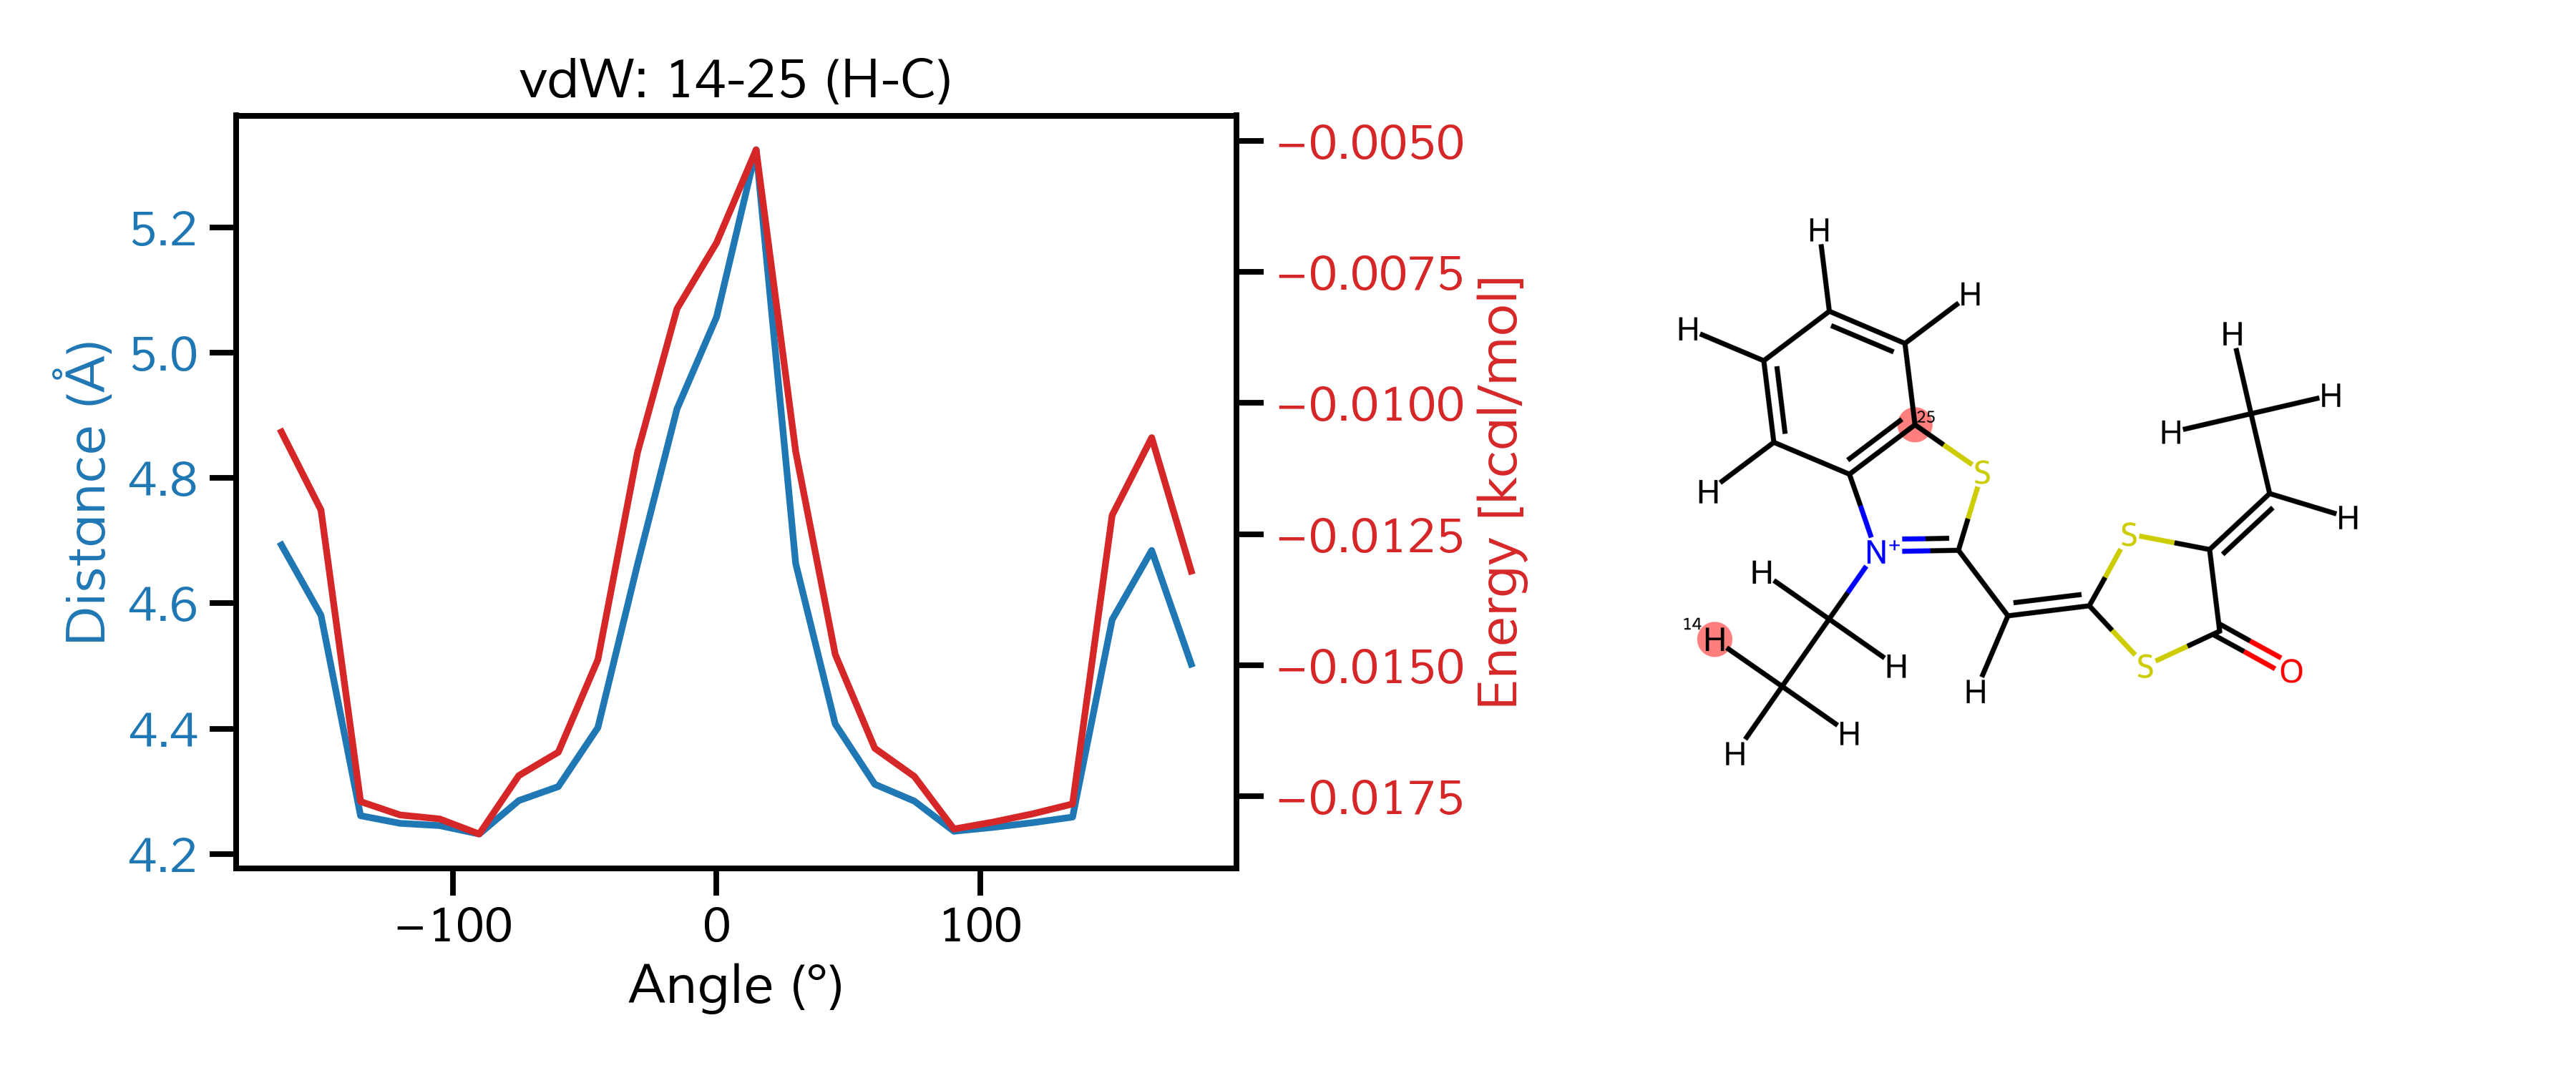 vdW: 14-25 (H-C)
5.2
5.0
4.8
4.6
4.4
4.2
Distance (Å)
−0.0050
−0.0075
−0.0100
−0.0125
−0.0150
−0.0175
Energy [kcal/mol]
−100
0
100
Angle (°)
H
H
H
H
H
H
25
H
S
H
H
S
N+
H
14
H
H
S
O
H
H
H